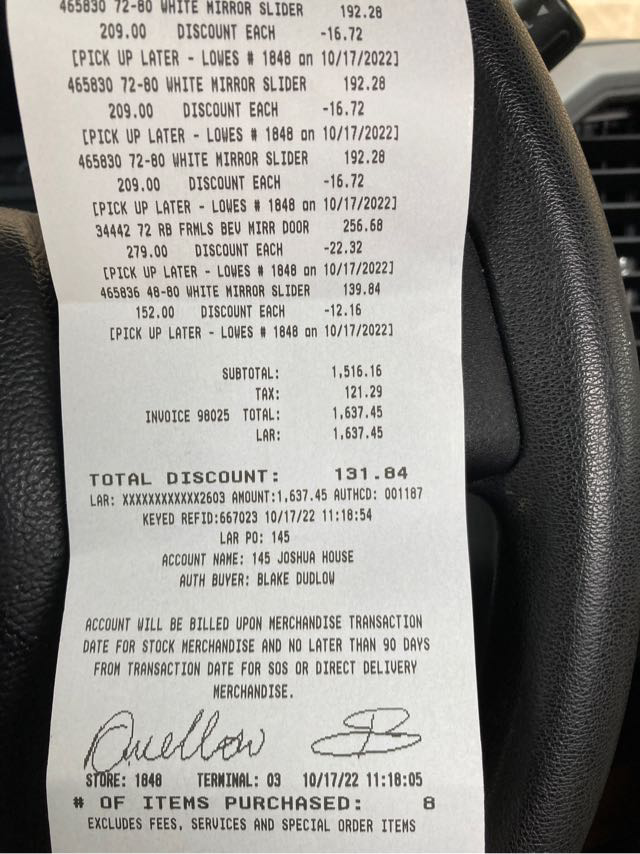 465830 72-80 WHITE MIRROR SLIDER 192.28
209.00 DISCOUNT EACH -16.72
[PICK UP LATER - LOWES # 1848 on 10/17/2022]
465830 72-80 WHITE MIRROR SLIDER 192.28
209.00 DISCOUNT EACH -16.72
[PICK UP LATER - LOWES # 1848 on 10/17/2022]
465830 72-80 WHITE MIRROR SLIDER 192.28
209.00 DISCOUNT EACH -16.72
[PICK UP LATER - LOWES # 1848 on 10/17/2022]
34442 72 RB FRMLS BEV MIRR DOOR 256.68
279.00 DISCOUNT EACH -22.32
[PICK UP LATER - LOWES # 1848 on 10/17/2022]
465836 48-80 WHITE MIRROR SLIDER 139.84
152.00 DISCOUNT EACH -12.16
[PICK UP LATER - LOWES # 1848 on 10/17/2022]
SUBTOTAL: 1,516.16
TAX: 121.29
INVOICE 98025 TOTAL: 1,637.45
LAR: 1,637.45
TOTAL DISCOUNT: 131.84
LAR: XXXXXXXXXXXX2603 AMOUNT:1,637.45 AUTHCD: 001187
KEYED REFID:667023 10/17/22 11:18:54
LAR PO: 145
ACCOUNT NAME: 145 JOSHUA HOUSE
AUTH BUYER: BLAKE DUDLOW
ACCOUNT WILL BE BILLED UPON MERCHANDISE TRANSACTION
DATE FOR STOCK MERCHANDISE AND NO LATER THAN 90 DAYS
FROM TRANSACTION DATE FOR SOS OR DIRECT DELIVERY
MERCHANDISE.
STORE: 1848 TERMINAL: 03 10/17/22 11:18:05
# OF ITEMS PURCHASED: 8
EXCLUDES FEES, SERVICES AND SPECIAL ORDER ITEMS